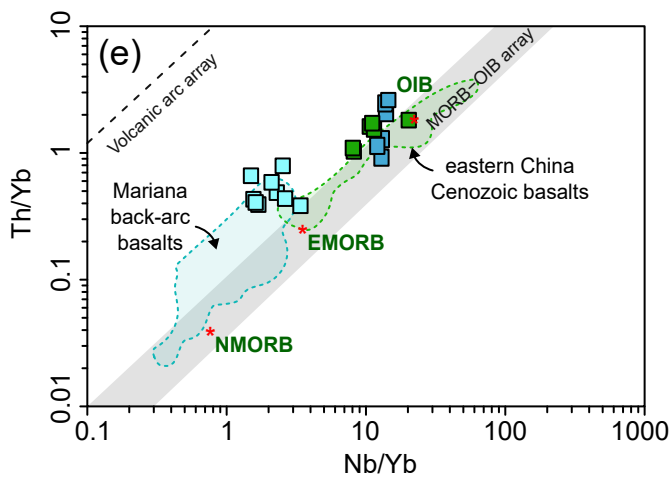 (e)
10
1
0.1
0.01
Th/Yb
Volcanic arc array
MORB-OIB array
OIB
eastern China
Cenozoic basalts
Mariana
back-arc
basalts
EMORB
NMORB
0.1
1
10
100
1000
Nb/Yb